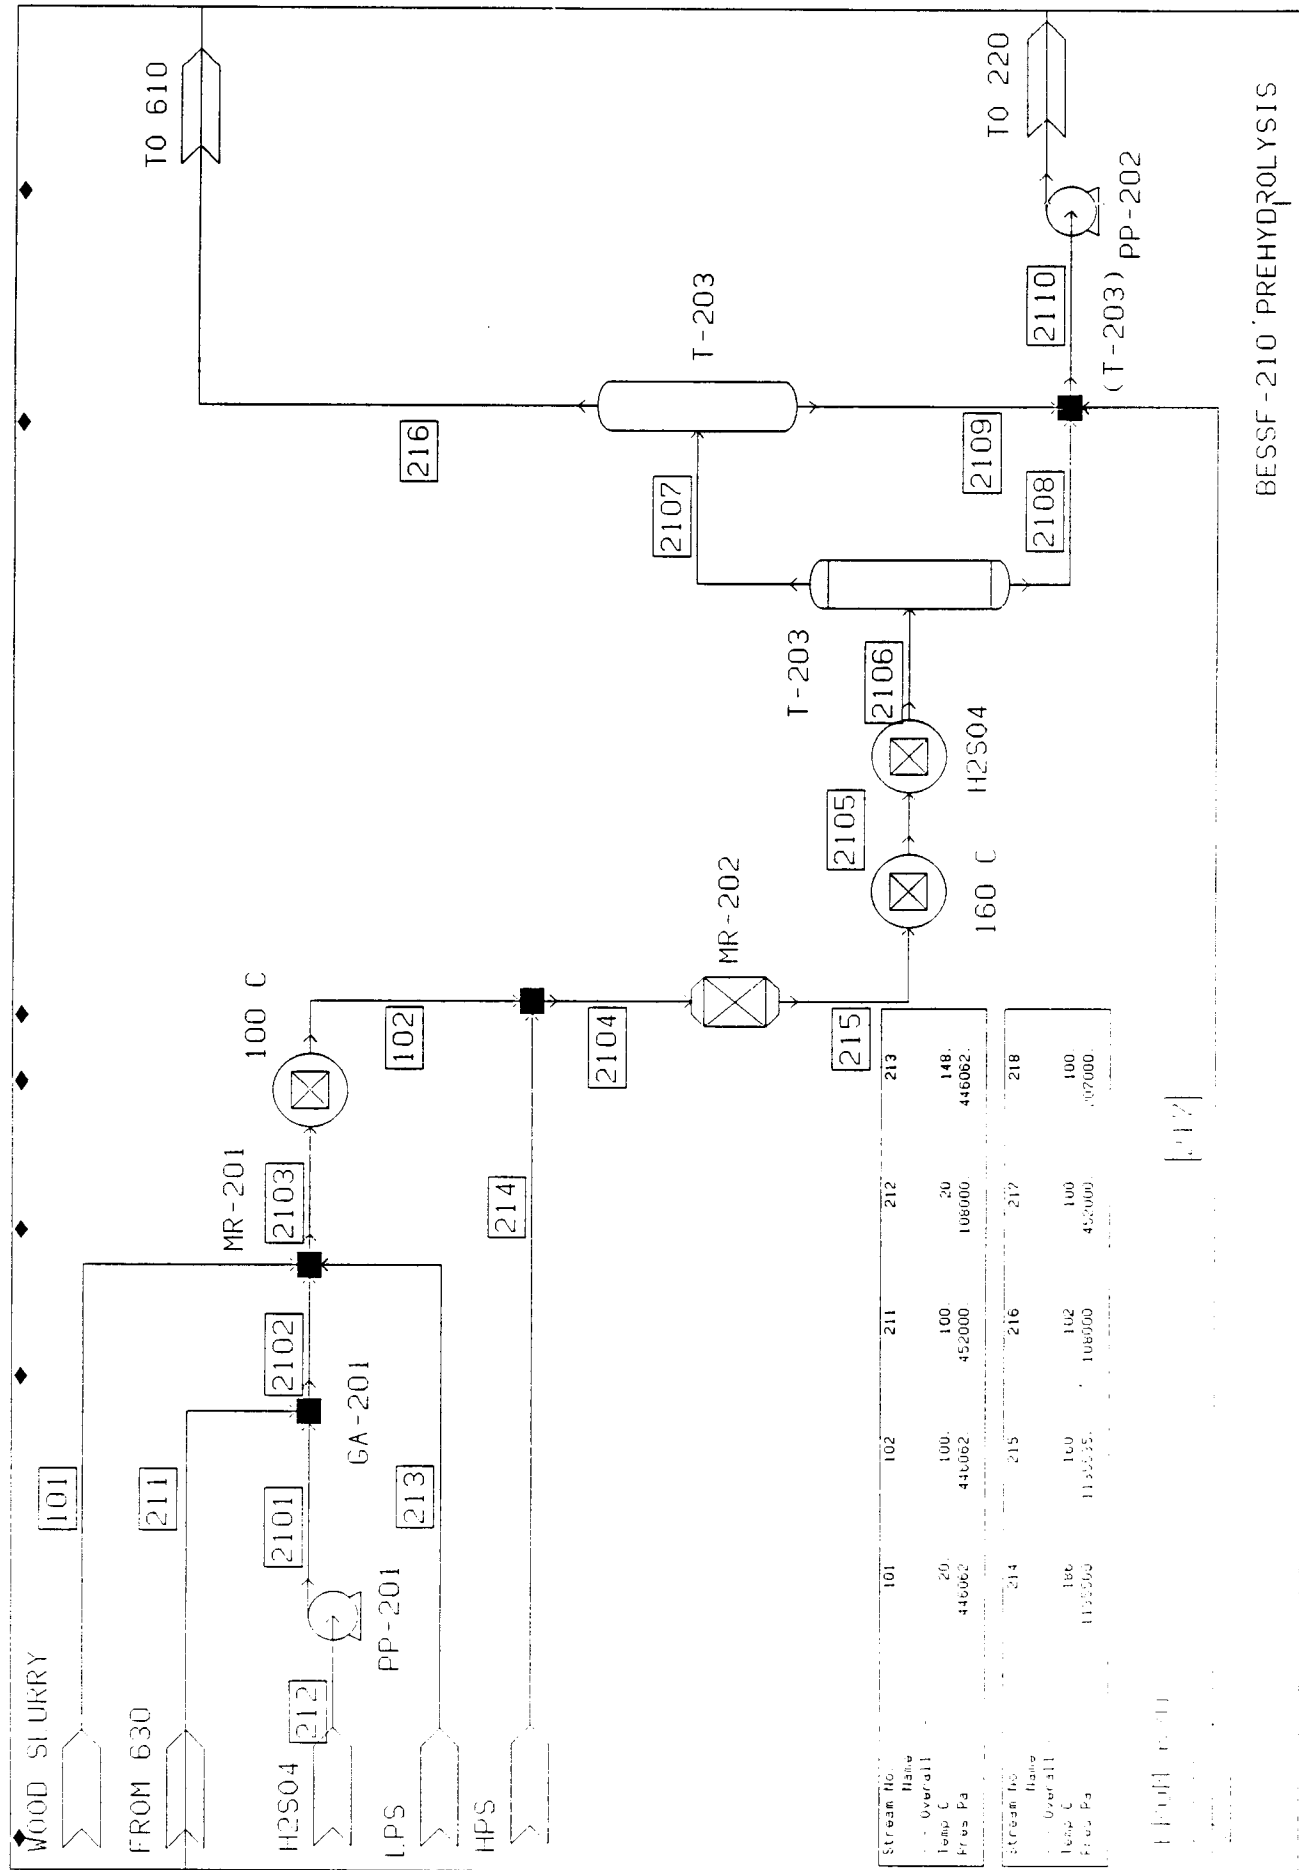 WOOD SLURRY
101
FROM 630
211
H2SO4
212
PP-201
2101
GA-201
2102
MR-201
2103
100 C
102
LPS
213
HPS
214
2104
MR-202
215
160 C
2105
H2SO4
2106
T-203
2107
2108
T-203
216
2109
TO 610
(T-203)
2110
PP-202
TO 220
217
BESSF-210 PREHYDROLYSIS
Stream No. 101 102 211 212 213
Name
- - Overall - -
Temp C 20. 100. 100. 20 148.
Pres Pa 446062 446062 452000. 108000. 446062.
Stream No 214 215 216 217 218
Name
- - Overall - -
Temp C 186 160 102 100 100.
Pres Pa 108000 452000.